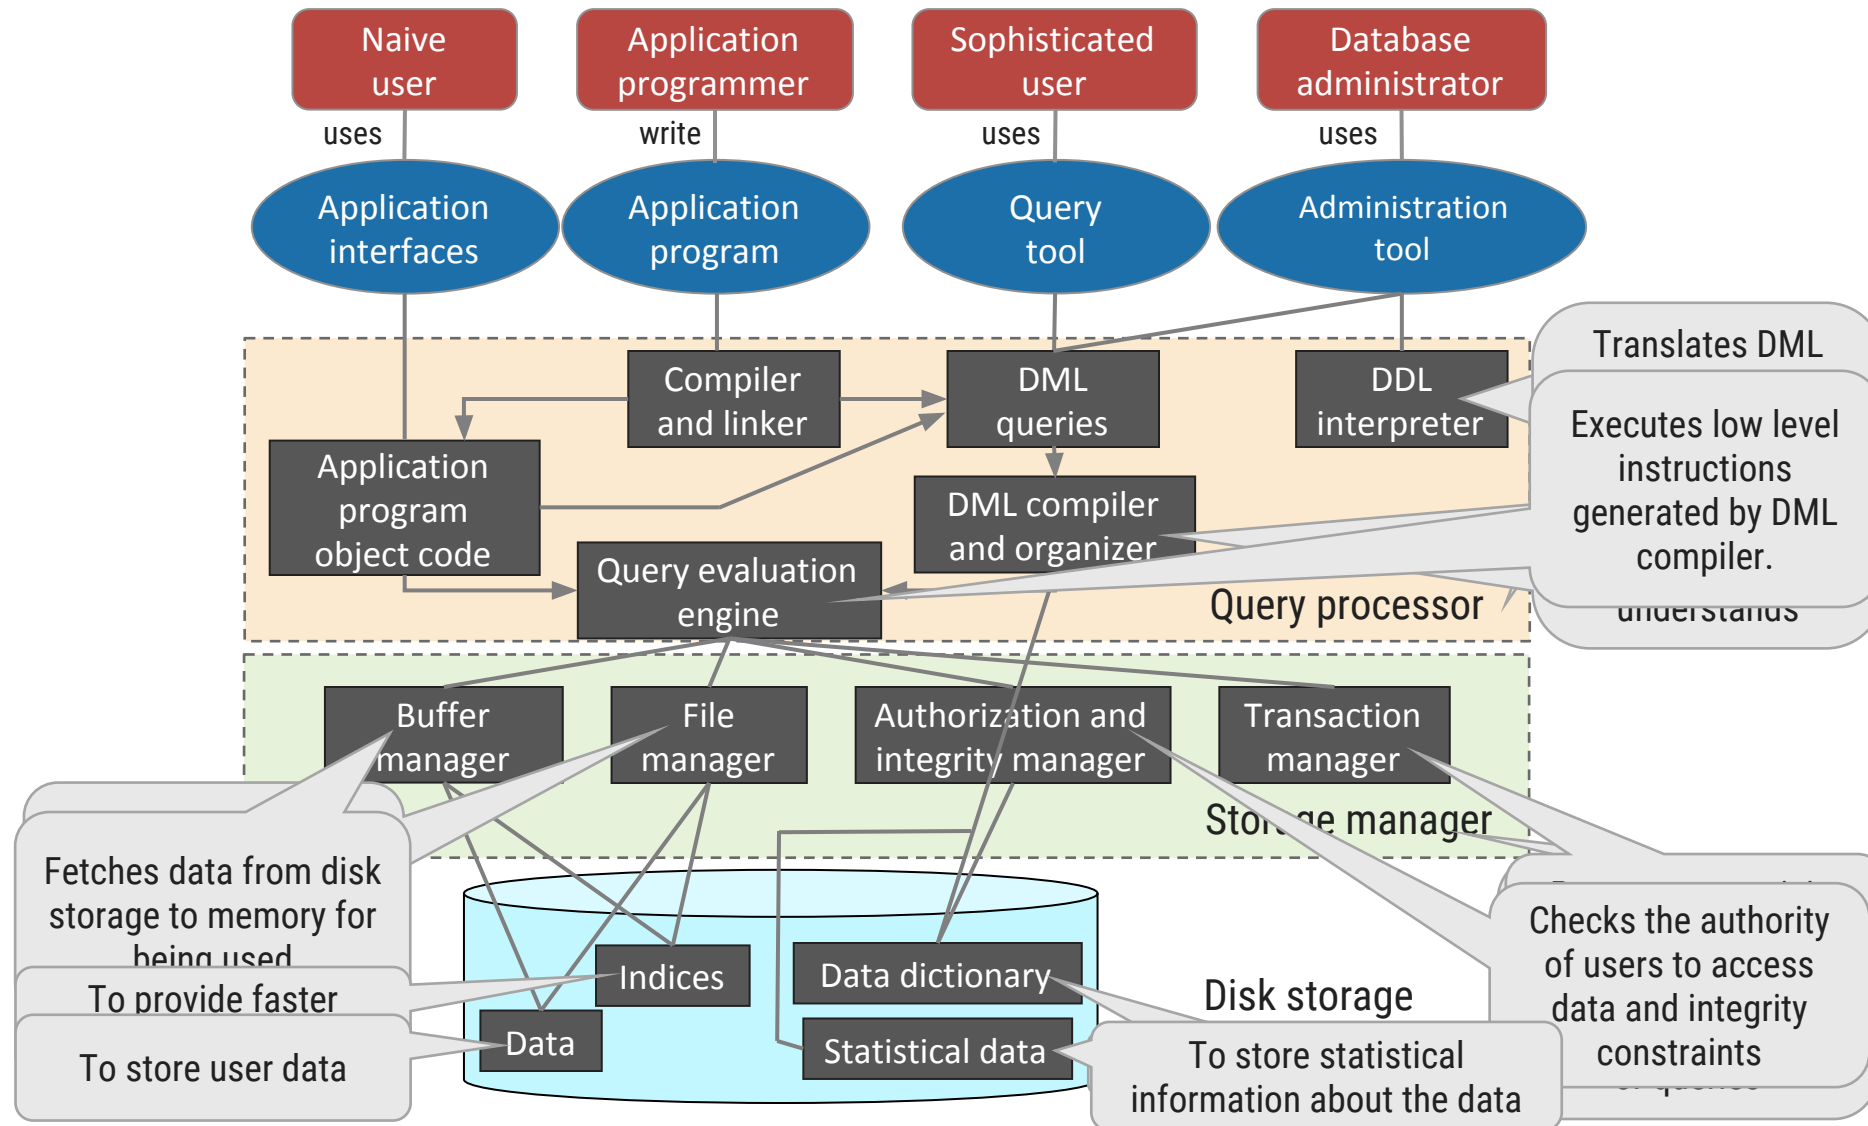 Naive
user
Application
programmer
Sophisticated
user
Database
administrator
uses
write
uses
uses
Application
interfaces
Application
program
Query
tool
Administration
tool
Translates DML
Compiler
and linker
DML
queries
DDL
interpreter
Executes low level
instructions
generated by DML
compiler.
understands
Application
program
object code
DML compiler
and organizer
Query evaluation
engine
Query processor
Buffer
manager
File
manager
Authorization and
integrity manager
Transaction
manager
Storage manager
Fetches data from disk
storage to memory for
being used
Checks the authority
of users to access
data and integrity
constraints
of queries
To provide faster
Indices
Data dictionary
Disk storage
To store user data
Data
Statistical data
To store statistical
information about the data